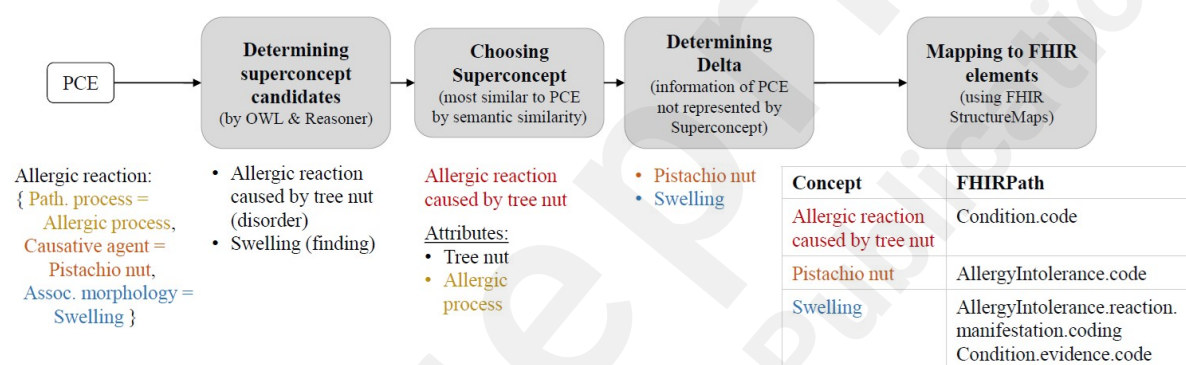 PCE
Determining
superconcept
candidates
(by OWL & Reasoner)
Choosing
Superconcept
(most similar to PCE
by semantic similarity)
Determining
Delta
(information of PCE
not represented by
Superconcept)
Mapping to FHIR
elements
(using FHIR
StructureMaps)
Allergic reaction:
{ Path. process =
Allergic process,
Causative agent =
Pistachio nut,
Assoc. morphology =
Swelling }
• Allergic reaction
caused by tree nut
(disorder)
• Swelling (finding)
Allergic reaction
caused by tree nut
Attributes:
• Tree nut
• Allergic
process
• Pistachio nut
• Swelling
Concept FHIRPath
Allergic reaction Condition.code
caused by tree nut
Pistachio nut AllergyIntolerance.code
Swelling AllergyIntolerance.reaction.
manifestation.coding
Condition.evidence.code